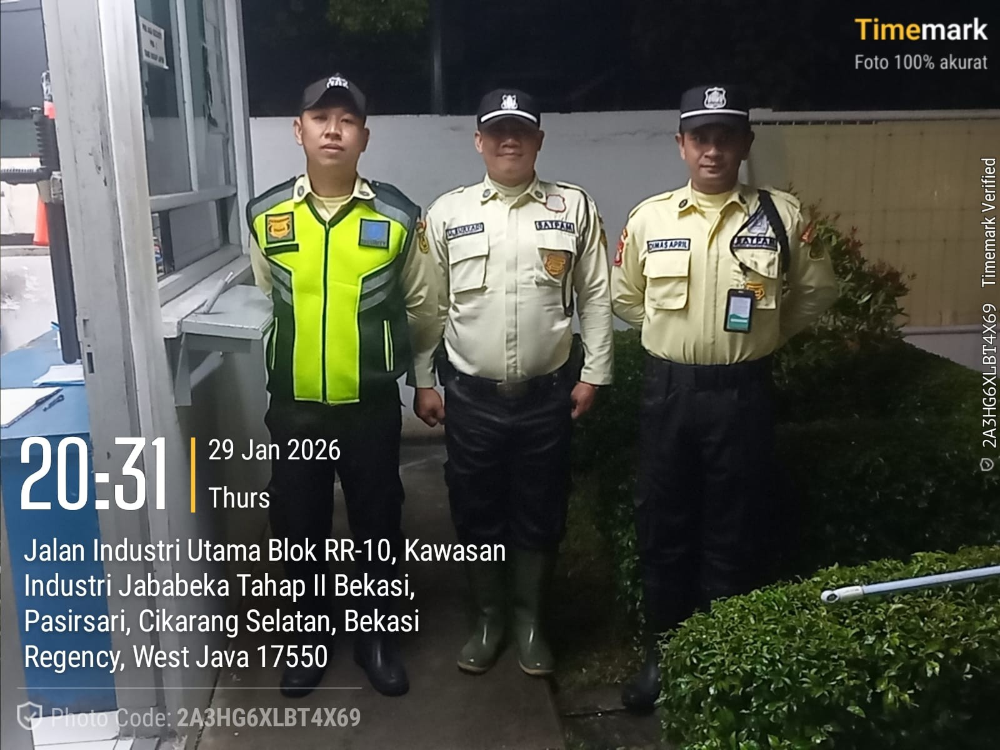 Timemark
Foto 100% akurat
SECURITY
SATPAM
DIMAS APRIL
SATPAM
20:31
29 Jan 2026
Thurs
Jalan Industri Utama Blok RR-10, Kawasan
Industri Jababeka Tahap II Bekasi,
Pasirsari, Cikarang Selatan, Bekasi
Regency, West Java 17550
Photo Code: 2A3HG6XLBT4X69
2A3HG6XLBT4X69 Timemark Verified